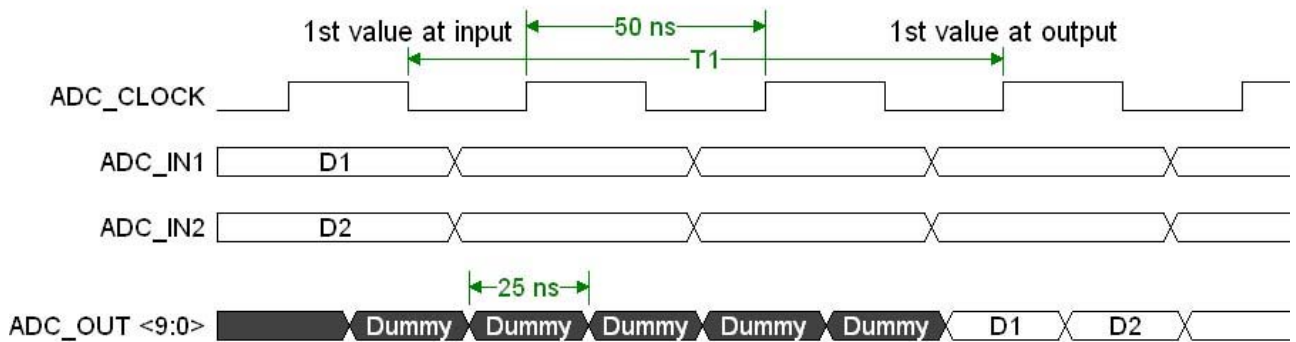 1st value at input
50 ns
1st value at output
T1
ADC_CLOCK
ADC_IN1
D1
ADC_IN2
D2
25 ns
ADC_OUT <9:0>
Dummy
Dummy
Dummy
Dummy
Dummy
D1
D2